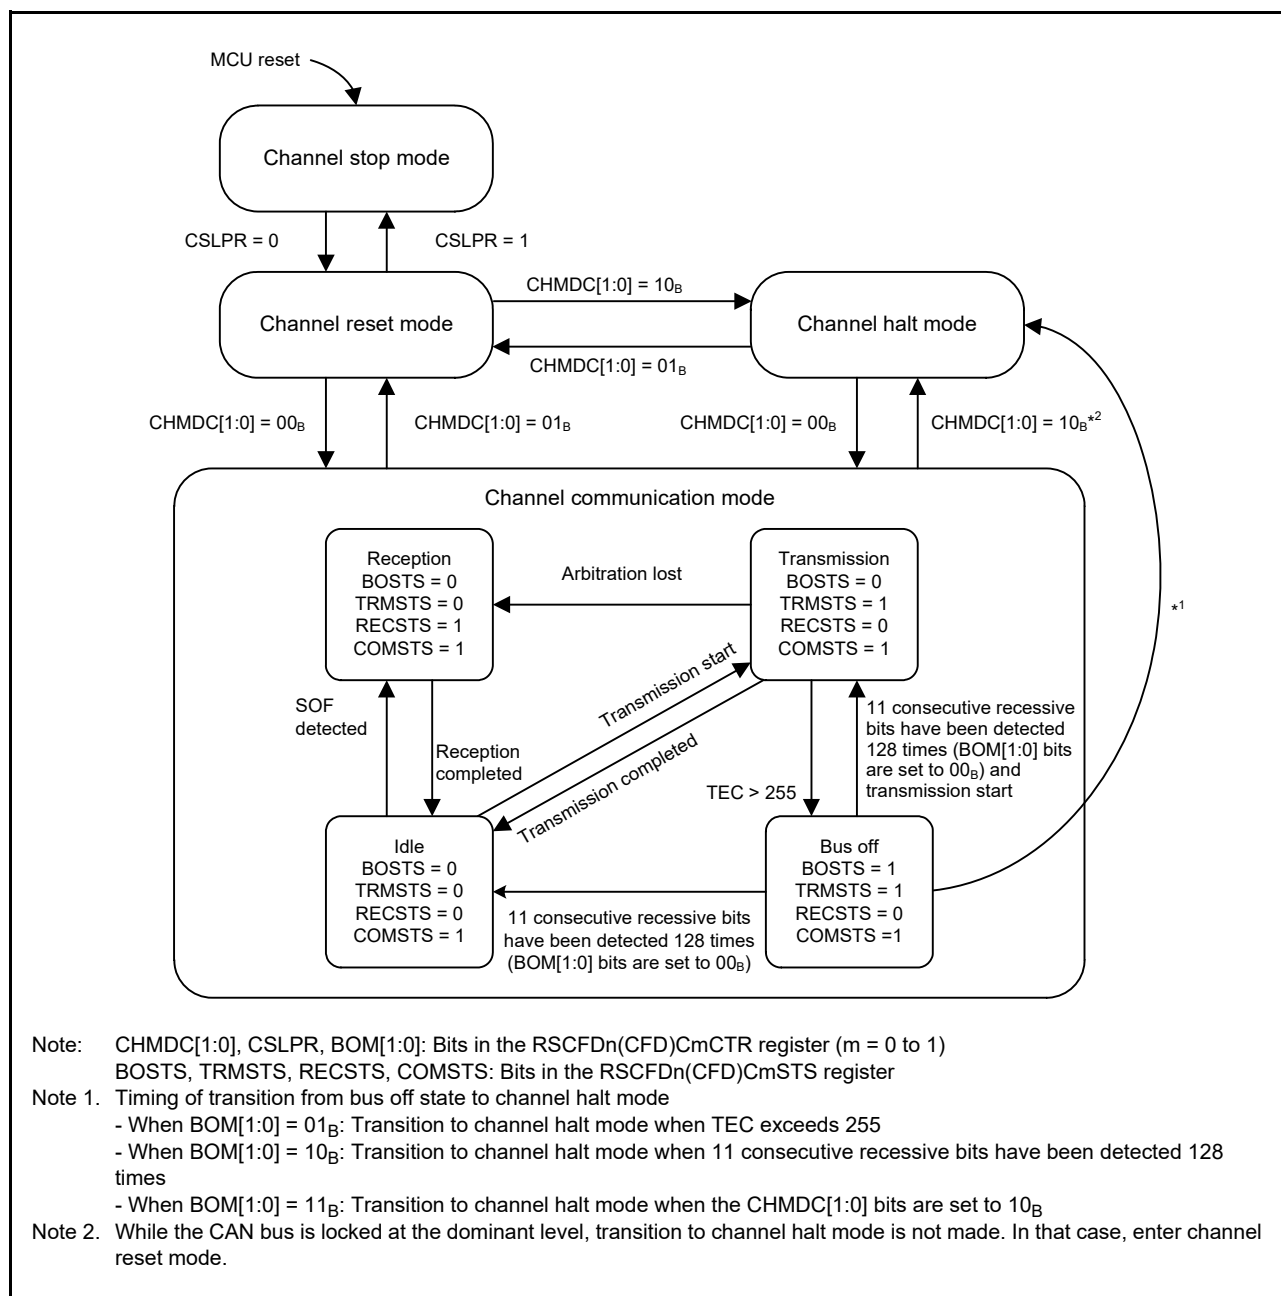 MCU reset
Channel stop mode
CSLPR = 0
CSLPR = 1
Channel reset mode
CHMDC[1:0] = 10B
Channel halt mode
CHMDC[1:0] = 01B
CHMDC[1:0] = 00B
CHMDC[1:0] = 01B
CHMDC[1:0] = 00B
CHMDC[1:0] = 10B*2
Channel communication mode
Reception
BOSTS = 0
TRMSTS = 0
RECSTS = 1
COMSTS = 1
Arbitration lost
Transmission
BOSTS = 0
TRMSTS = 1
RECSTS = 0
COMSTS = 1
*1
SOF
detected
Reception
completed
Transmission start
Transmission completed
TEC > 255
11 consecutive recessive
bits have been detected
128 times (BOM[1:0] bits
are set to 00B) and
transmission start
Idle
BOSTS = 0
TRMSTS = 0
RECSTS = 0
COMSTS = 1
11 consecutive recessive bits
have been detected 128 times
(BOM[1:0] bits are set to 00B)
Bus off
BOSTS = 1
TRMSTS = 1
RECSTS = 0
COMSTS =1
Note: CHMDC[1:0], CSLPR, BOM[1:0]: Bits in the RSCFDn(CFD)CmCTR register (m = 0 to 1)
BOSTS, TRMSTS, RECSTS, COMSTS: Bits in the RSCFDn(CFD)CmSTS register
Note 1. Timing of transition from bus off state to channel halt mode
- When BOM[1:0] = 01B: Transition to channel halt mode when TEC exceeds 255
- When BOM[1:0] = 10B: Transition to channel halt mode when 11 consecutive recessive bits have been detected 128
times
- When BOM[1:0] = 11B: Transition to channel halt mode when the CHMDC[1:0] bits are set to 10B
Note 2. While the CAN bus is locked at the dominant level, transition to channel halt mode is not made. In that case, enter channel
reset mode.